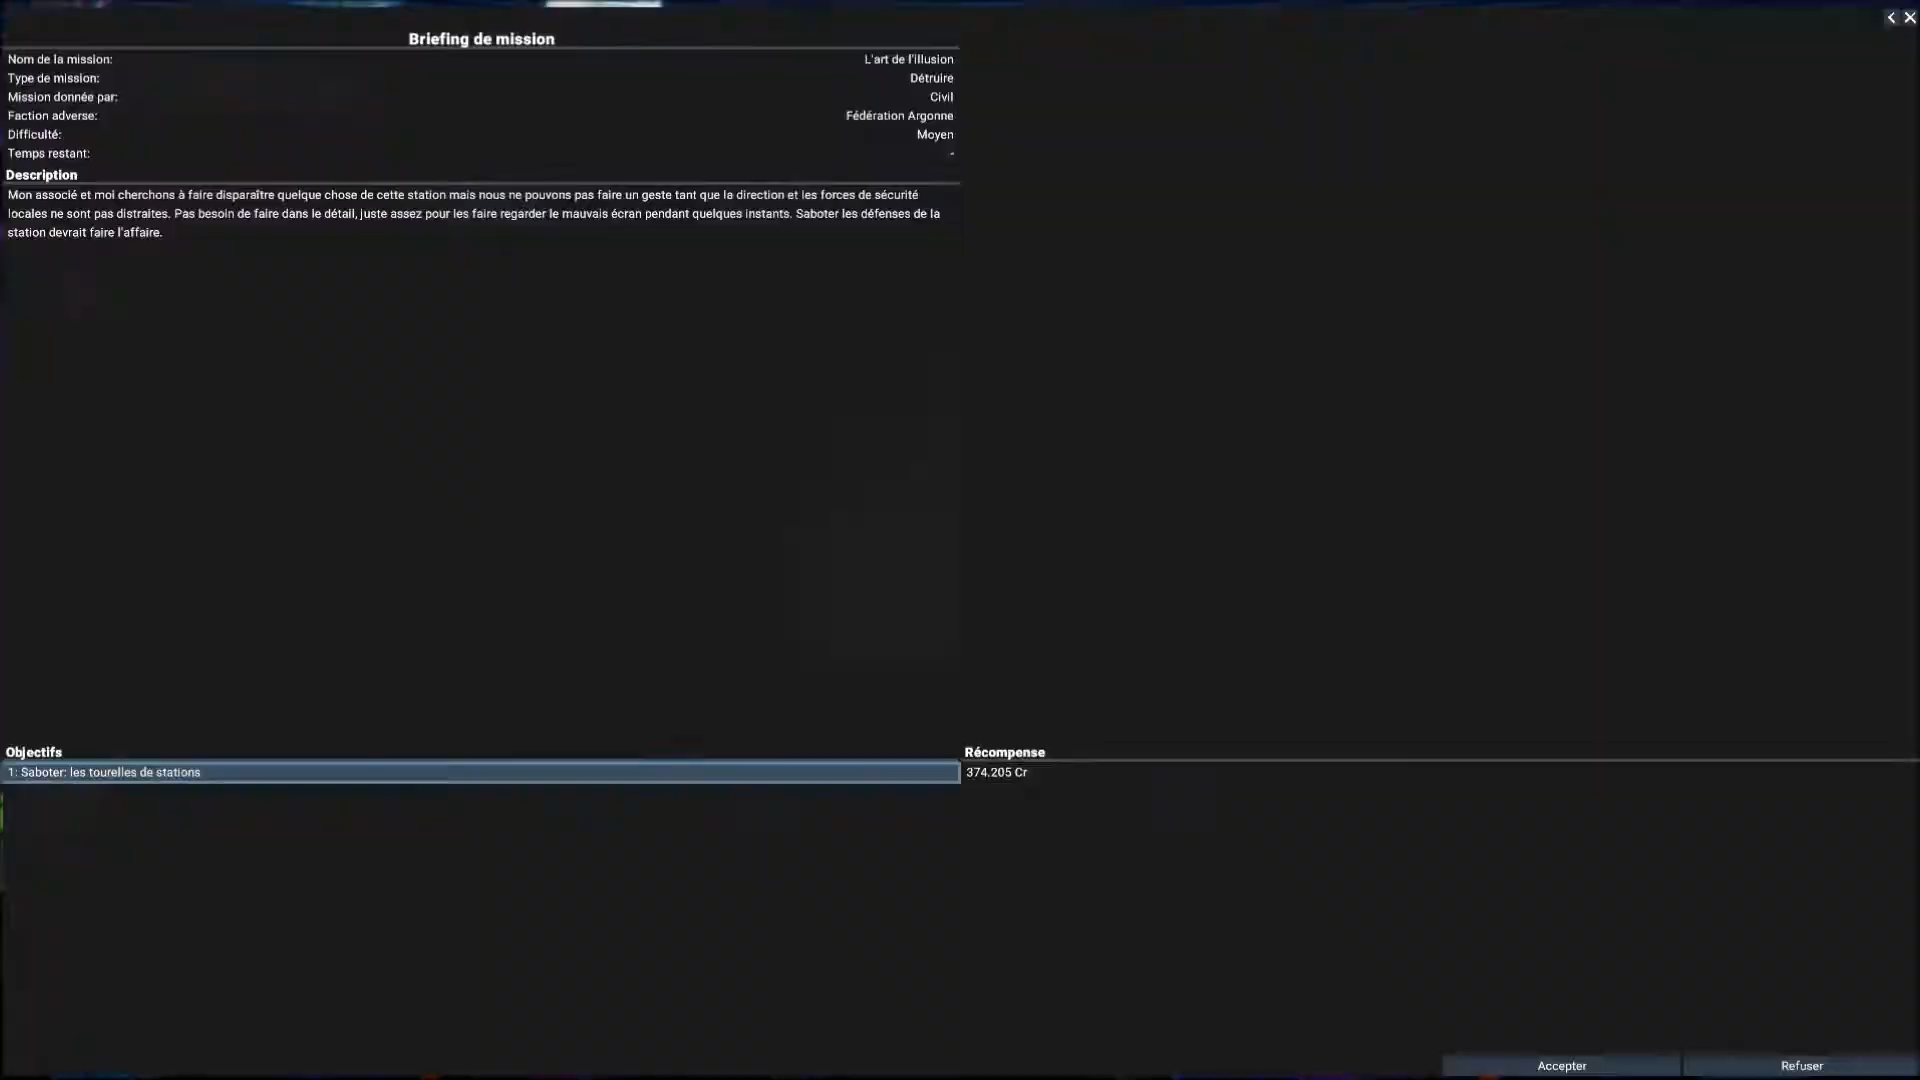 Briefing de mission
Nom de la mission: L'art de l'illusion
Type de mission: Détruire
Mission donnée par: Civil
Faction adverse: Fédération Argonne
Difficulté: Moyen
Temps restant: -
Description
Mon associé et moi cherchons à faire disparaître quelque chose de cette station mais nous ne pouvons pas faire un geste tant que la direction et les forces de sécurité
locales ne sont pas distraites. Pas besoin de faire dans le détail, juste assez pour les faire regarder le mauvais écran pendant quelques instants. Saboter les défenses de la
station devrait faire l'affaire.
Objectifs
1: Saboter: les tourelles de stations
Récompense
374.205 Cr
Accepter
Refuser